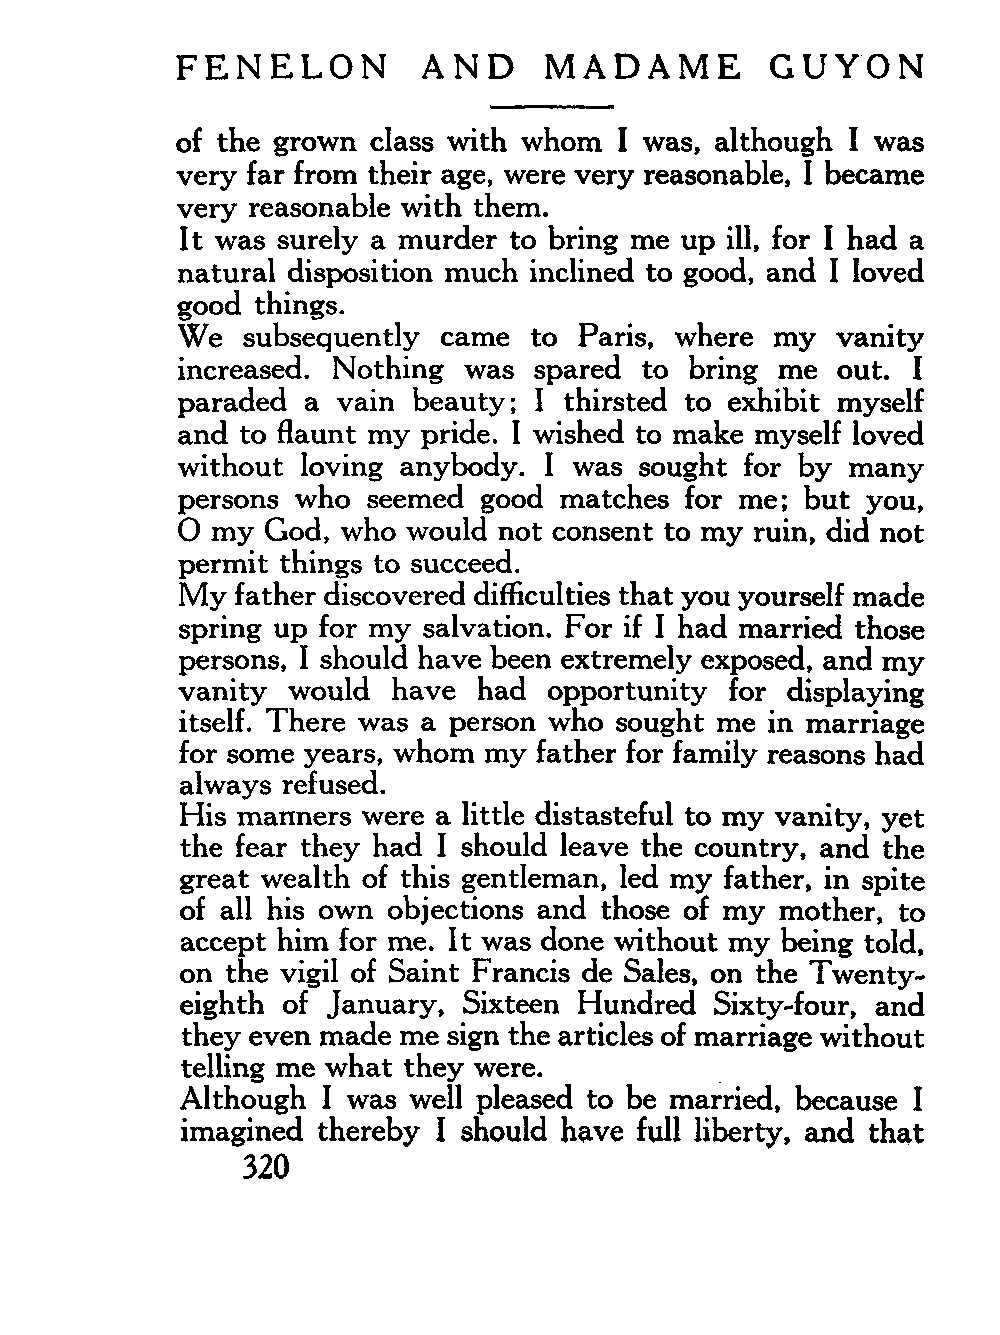 FENELON AND MADAME GUYON
of the grown class with whom I was, although I was
very far from their age, were very reasonable, I became
very reasonable with them.
It was surely a murder to bring me up ill, for I had a
natural disposition much inclined to good, and I loved
good things.
We subsequently came to Paris, where my vanity
increased. Nothing was spared to bring me out. I
paraded a vain beauty; I thirsted to exhibit myself
and to flaunt my pride. I wished to make myself loved
without loving anybody. I was sought for by many
persons who seemed good matches for me; but you,
O my God, who would not consent to my ruin, did not
permit things to succeed.
My father discovered difficulties that you yourself made
spring up for my salvation. For if I had married those
persons, I should have been extremely exposed, and my
vanity would have had opportunity for displaying
itself. There was a person who sought me in marriage
for some years, whom my father for family reasons had
always refused.
His manners were a little distasteful to my vanity, yet
the fear they had I should leave the country, and the
great wealth of this gentleman, led my father, in spite
of all his own objections and those of my mother, to
accept him for me. It was done without my being told,
on the vigil of Saint Francis de Sales, on the Twenty-
eighth of January, Sixteen Hundred Sixty-four, and
they even made me sign the articles of marriage without
telling me what they were.
Although I was well pleased to be married, because I
imagined thereby I should have full liberty, and that
320